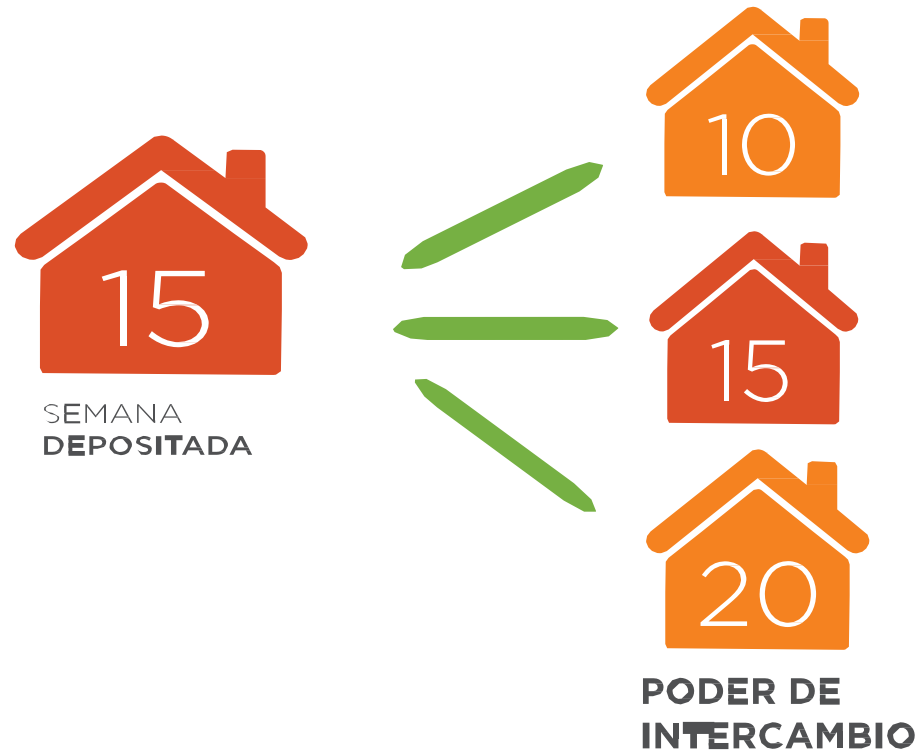 15
SEMANA
DEPOSITADA
10
15
20
PODER DE
INTERCAMBIO